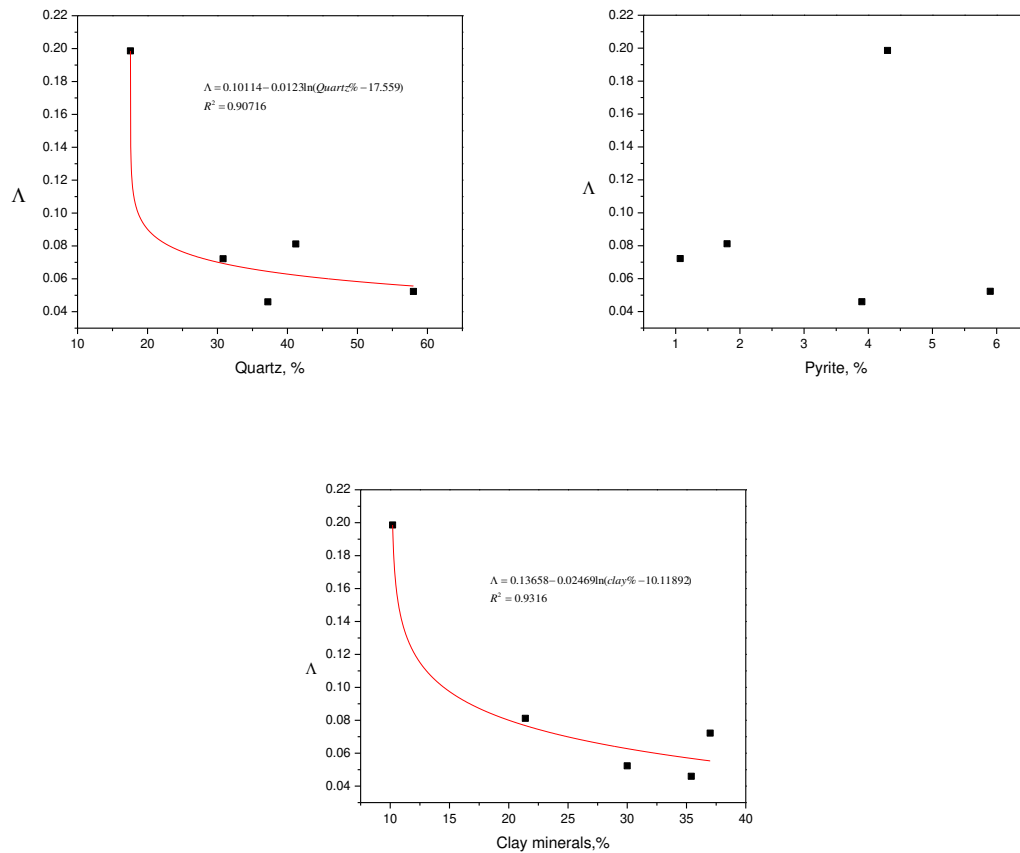 0.22
0.20
0.18
0.16
0.14
0.12
0.10
0.08
0.06
0.04
Λ
Λ = 0.10114 − 0.0123ln(Quartz% − 17.559)
R² = 0.90716
10 20 30 40 50 60
Quartz, %
0.22
0.20
0.18
0.16
0.14
0.12
0.10
0.08
0.06
0.04
Λ
1 2 3 4 5 6
Pyrite, %
0.22
0.20
0.18
0.16
0.14
0.12
0.10
0.08
0.06
0.04
Λ
Λ = 0.13658 − 0.02469ln(clay% − 10.11892)
R² = 0.9316
10 15 20 25 30 35 40
Clay minerals,%